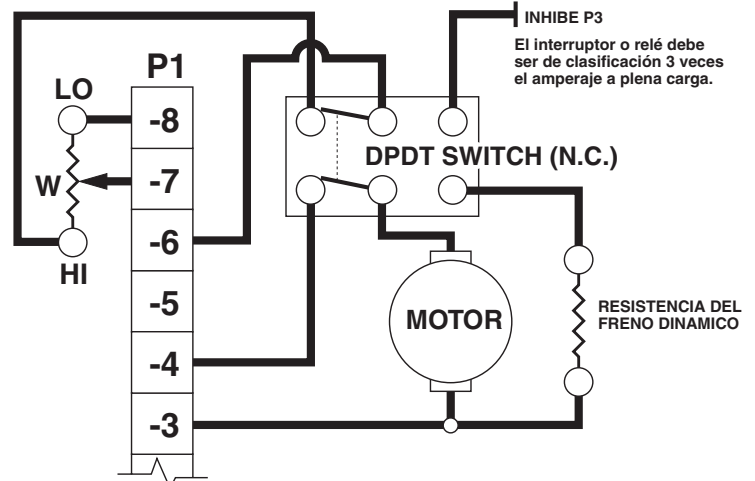 INHIBE P3
El interruptor o relé debe
ser de clasificación 3 veces
el amperaje a plena carga.
P1
LO
-8
DPDT SWITCH (N.C.)
W
-7
-6
HI
-5
MOTOR
RESISTENCIA DEL
FRENO DINAMICO
-4
-3